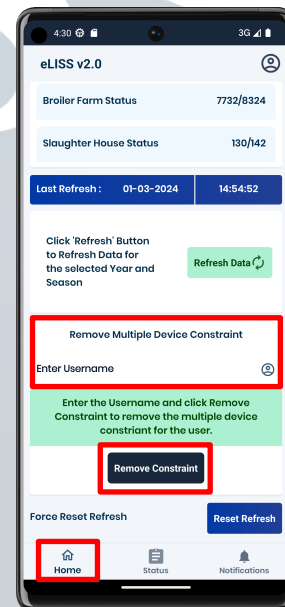 4:30 3G
eLISS v2.0
Broiler Farm Status 7732/8324
Slaughter House Status 130/142
Last Refresh : 01-03-2024 14:54:52
Click 'Refresh' Button
to Refresh Data for
the selected Year and
Season
Refresh Data
Remove Multiple Device Constraint
Enter Username
Enter the Username and click Remove
Constraint to remove the multiple device
constriant for the user.
Remove Constraint
Force Reset Refresh Reset Refresh
Home Status Notifications